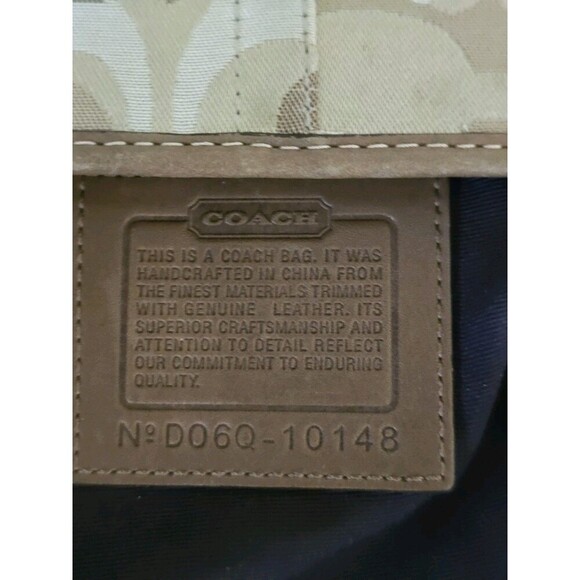 COACH
THIS IS A COACH BAG. IT WAS
HANDCRAFTED IN CHINA FROM
THE FINEST MATERIALS TRIMMED
WITH GENUINE LEATHER. ITS
SUPERIOR CRAFTSMANSHIP AND
ATTENTION TO DETAIL REFLECT
OUR COMMITMENT TO ENDURING
QUALITY.
Nº D06Q-10148